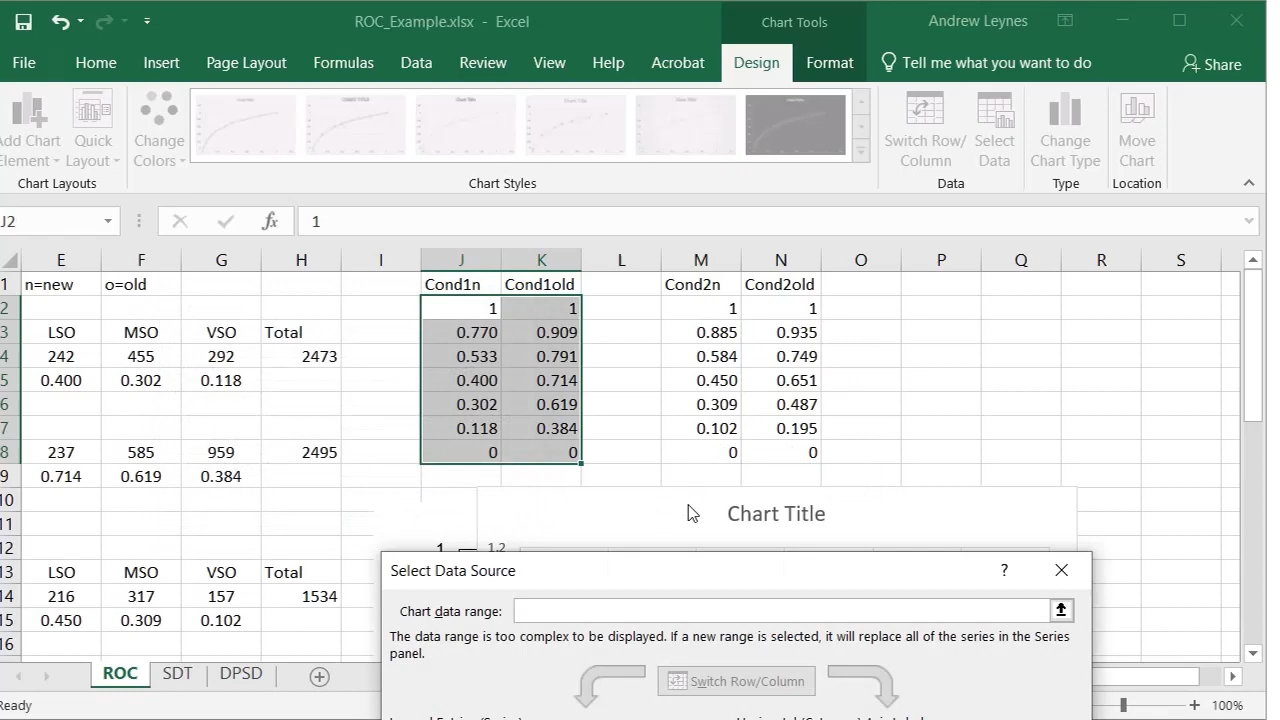 ROC_Example.xlsx - Excel
Chart Tools
Andrew Leynes
File Home Insert Page Layout Formulas Data Review View Help Acrobat Design Format Tell me what you want to do Share
Add Chart Element
Quick Layout
Change Colors
Switch Row/ Column
Select Data
Change Chart Type
Move Chart
Chart Layouts Chart Styles Data Type Location
J2 fx 1
E F G H I J K L M N O P Q R S
1 n=new o=old Cond1n Cond1old Cond2n Cond2old
2 1 1 1 1
3 LSO MSO VSO Total 0.770 0.909 0.885 0.935
4 242 455 292 2473 0.533 0.791 0.584 0.749
5 0.400 0.302 0.118 0.400 0.714 0.450 0.651
6 0.302 0.619 0.309 0.487
7 0.118 0.384 0.102 0.195
8 237 585 959 2495 0 0 0 0
9 0.714 0.619 0.384
10
Chart Title
11
12 1 1.2
13 LSO MSO VSO Total
14 216 317 157 1534
15 0.450 0.309 0.102
16
Select Data Source ?
Chart data range:
The data range is too complex to be displayed. If a new range is selected, it will replace all of the series in the Series
panel.
Switch Row/Column
ROC SDT DPSD
Ready 100%